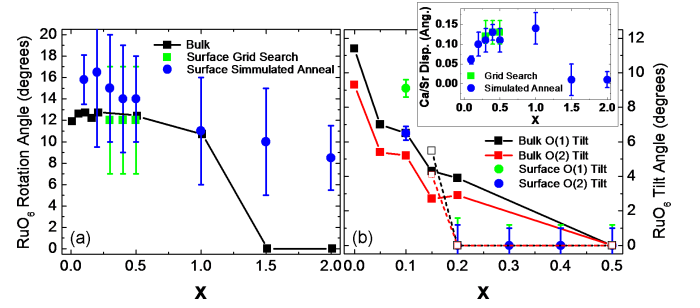 RuO6 Rotation Angle (degrees)
20
18
16
14
12
10
8
6
4
2
0
Bulk
Surface Grid Search
Surface Simmulated Anneal
(a)
0.0
0.5
1.0
1.5
2.0
X
Ca/Sr Disp. (Ang.)
0.15
0.10
0.05
0.00
Grid Search
Simulated Anneal
0.0
0.5
1.0
1.5
2.0
X
Bulk O(1) Tilt
Bulk O(2) Tilt
Surface O(1) Tilt
Surface O(2) Tilt
(b)
0.0
0.1
0.2
0.3
0.4
0.5
X
12
10
8
6
4
2
0
RuO6 Tilt Angle (degrees)